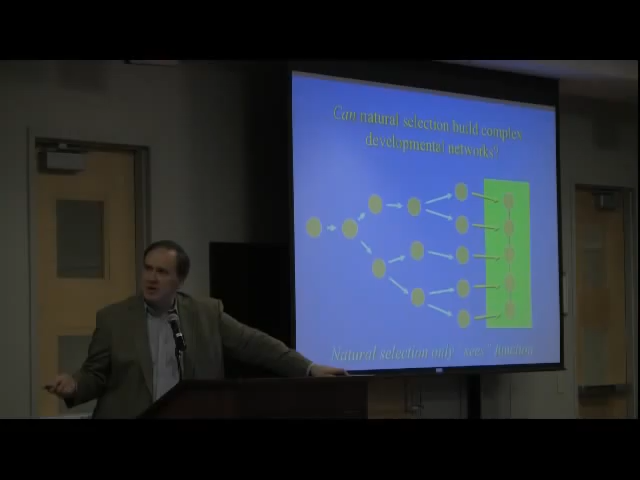 Can natural selection build complex
developmental networks?
Natural selection only "sees" function